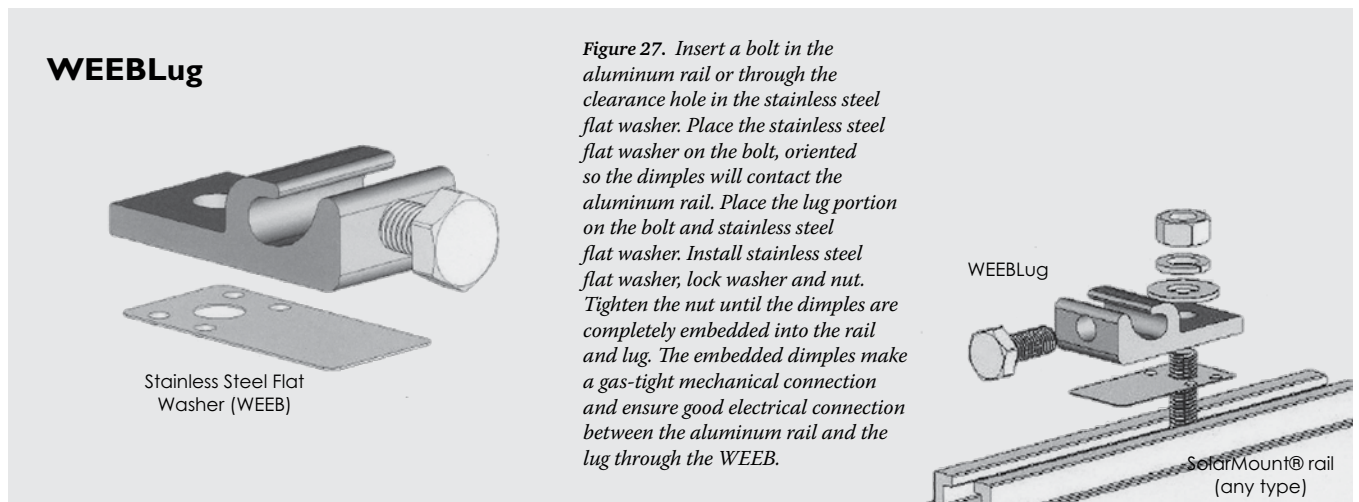 WEEBLug
Stainless Steel Flat
Washer (WEEB)
Figure 27. Insert a bolt in the
aluminum rail or through the
clearance hole in the stainless steel
flat washer. Place the stainless steel
flat washer on the bolt, oriented
so the dimples will contact the
aluminum rail. Place the lug portion
on the bolt and stainless steel
flat washer. Install stainless steel
flat washer, lock washer and nut.
Tighten the nut until the dimples are
completely embedded into the rail
and lug. The embedded dimples make
a gas-tight mechanical connection
and ensure good electrical connection
between the aluminum rail and the
lug through the WEEB.
WEEBLug
SolarMount® rail
(any type)